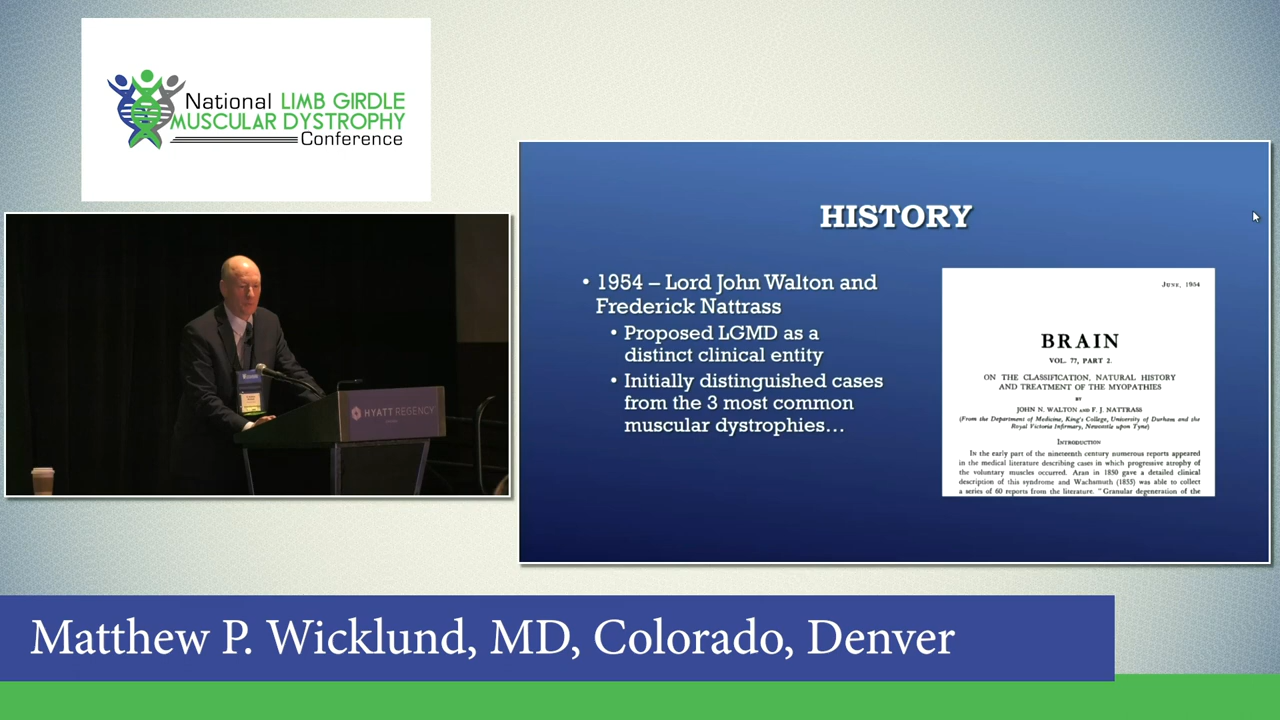 National LIMB GIRDLE
MUSCULAR DYSTROPHY
Conference
HYATT REGENCY
HISTORY
• 1954 – Lord John Walton and
Frederick Nattrass
• Proposed LGMD as a
distinct clinical entity
• Initially distinguished cases
from the 3 most common
muscular dystrophies…
JUNE, 1954
BRAIN
VOL. 77, PART 2.
ON THE CLASSIFICATION, NATURAL HISTORY
AND TREATMENT OF THE MYOPATHIES
BY
JOHN N. WALTON AND F. J. NATTRASS
(From the Department of Medicine, King's College, University of Durham and the
Royal Victoria Infirmary, Newcastle upon Tyne)
INTRODUCTION
In the early part of the nineteenth century numerous reports appeared
in the medical literature describing cases in which progressive atrophy of
the voluntary muscles occurred. Aran in 1850 gave a detailed clinical
description of this syndrome and Wachsmuth (1855) was able to collect
a series of 60 reports from the literature. "Granular degeneration of the
Matthew P. Wicklund, MD, Colorado, Denver